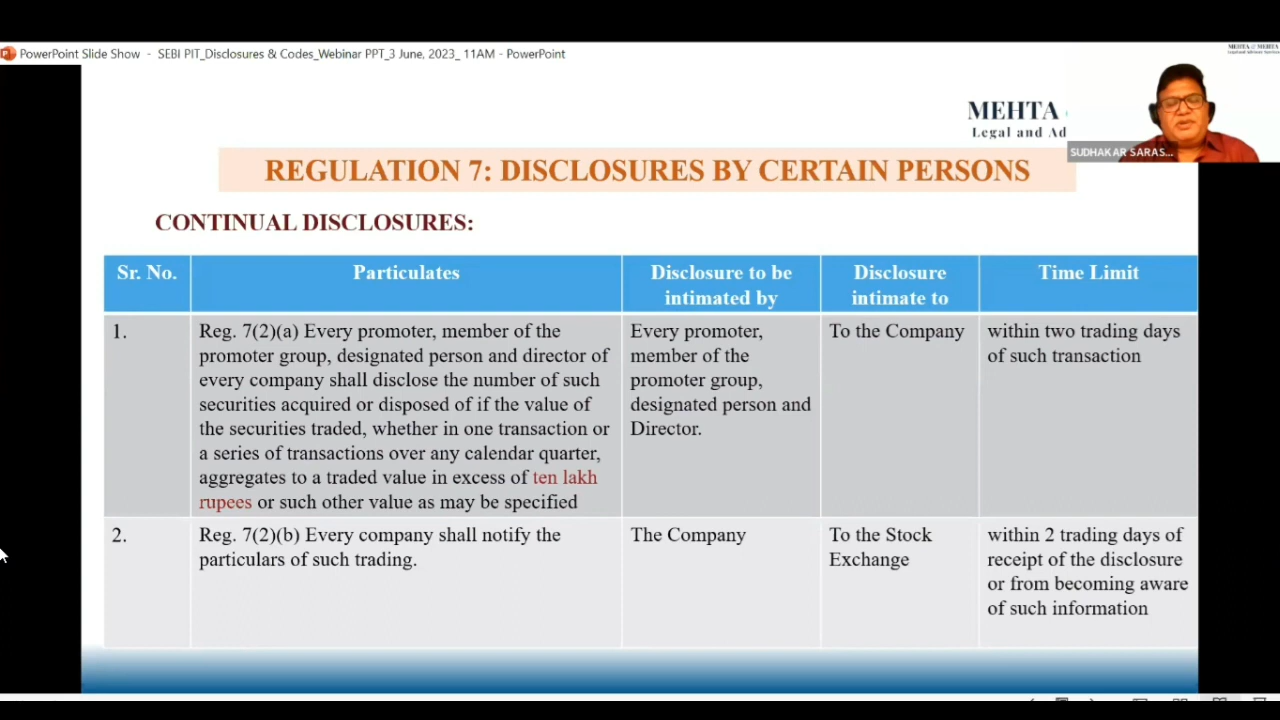 PowerPoint Slide Show - SEBI PIT_Disclosures & Codes_Webinar PPT_3 June, 2023_ 11AM - PowerPoint
MEHTA & MEHTA
MEHTA
Legal and Ad
SUDHAKAR SARAS...
REGULATION 7: DISCLOSURES BY CERTAIN PERSONS
CONTINUAL DISCLOSURES:
Sr. No.
Particulates
Disclosure to be
intimated by
Disclosure
intimate to
Time Limit
1.
Reg. 7(2)(a) Every promoter, member of the
promoter group, designated person and director of
every company shall disclose the number of such
securities acquired or disposed of if the value of
the securities traded, whether in one transaction or
a series of transactions over any calendar quarter,
aggregates to a traded value in excess of ten lakh
rupees or such other value as may be specified
Every promoter,
member of the
promoter group,
designated person and
Director.
To the Company
within two trading days
of such transaction
2.
Reg. 7(2)(b) Every company shall notify the
particulars of such trading.
The Company
To the Stock
Exchange
within 2 trading days of
receipt of the disclosure
or from becoming aware
of such information